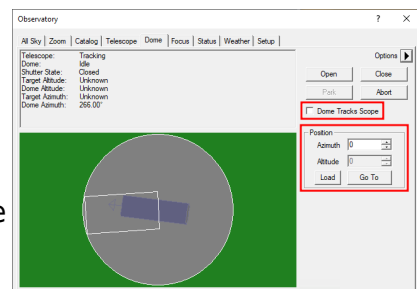 Observatory ? ×
All Sky Zoom Catalog Telescope Dome Focus Status Weather Setup
Telescope: Tracking
Dome: Idle
Shutter State: Closed
Target Altitude: Unknown
Dome Altitude: Unknown
Target Azimuth: Unknown
Dome Azimuth: 266.00°
Options
Open Close
Park Abort
Dome Tracks Scope
Position
Azimuth 0
Altitude 0
Load Go To
e